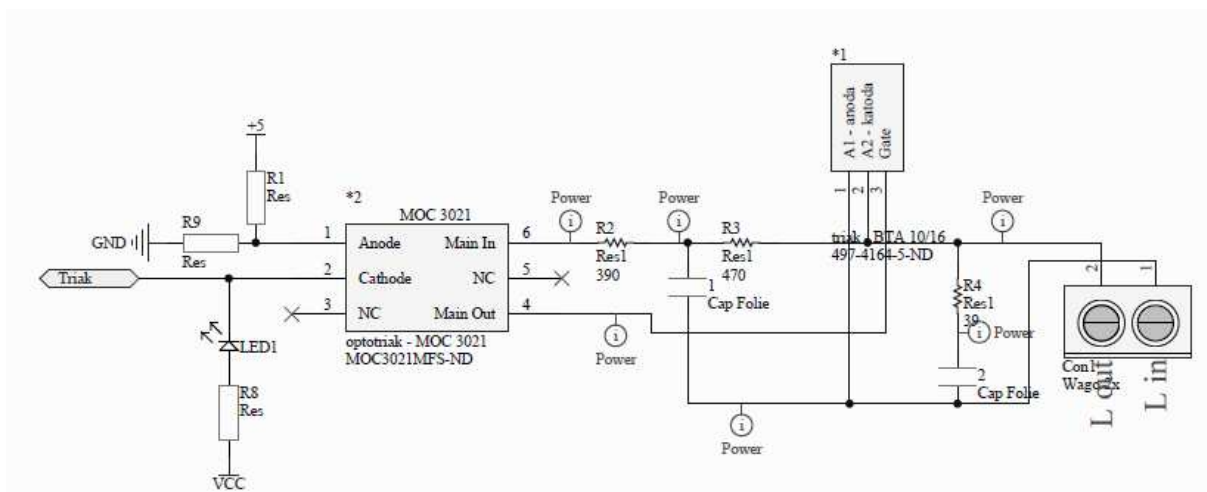 *1
A1 - anoda
A2 - katoda
Gate
1
2
3
+5
R1
Res
*2
MOC 3021
R9
Res
GND
1
Anode
Main In
6
Triak
2
Cathode
NC
5
3
NC
Main Out
4
optotriak - MOC 3021
MOC3021MFS-ND
LED1
R8
Res
VCC
Power
i
R2
Res1
390
Power
i
R3
Res1
470
1
Cap Folie
i
Power
i
Power
triak - BTA 10/16
497-4164-5-ND
Power
i
R4
Res1
39
i
Power
2
Cap Folie
2
1
Con1
Wago 2x
L out
L in